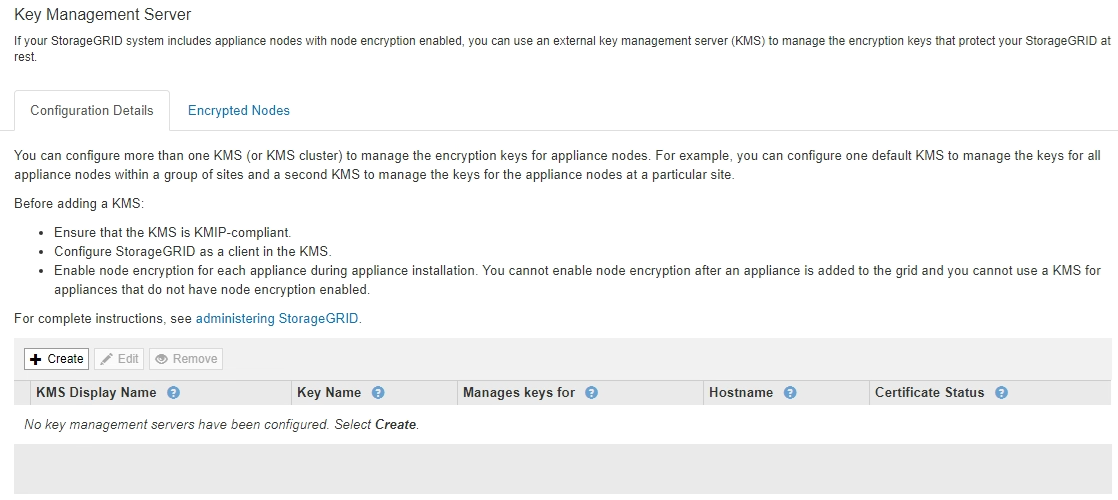 Key Management Server
If your StorageGRID system includes appliance nodes with node encryption enabled, you can use an external key management server (KMS) to manage the encryption keys that protect your StorageGRID at
rest.
Configuration Details
Encrypted Nodes
You can configure more than one KMS (or KMS cluster) to manage the encryption keys for appliance nodes. For example, you can configure one default KMS to manage the keys for all
appliance nodes within a group of sites and a second KMS to manage the keys for the appliance nodes at a particular site.
Before adding a KMS:
• Ensure that the KMS is KMIP-compliant.
• Configure StorageGRID as a client in the KMS.
• Enable node encryption for each appliance during appliance installation. You cannot enable node encryption after an appliance is added to the grid and you cannot use a KMS for
appliances that do not have node encryption enabled.
For complete instructions, see administering StorageGRID.
+ Create Edit Remove
KMS Display Name ? Key Name ? Manages keys for ? Hostname ? Certificate Status ?
No key management servers have been configured. Select Create.